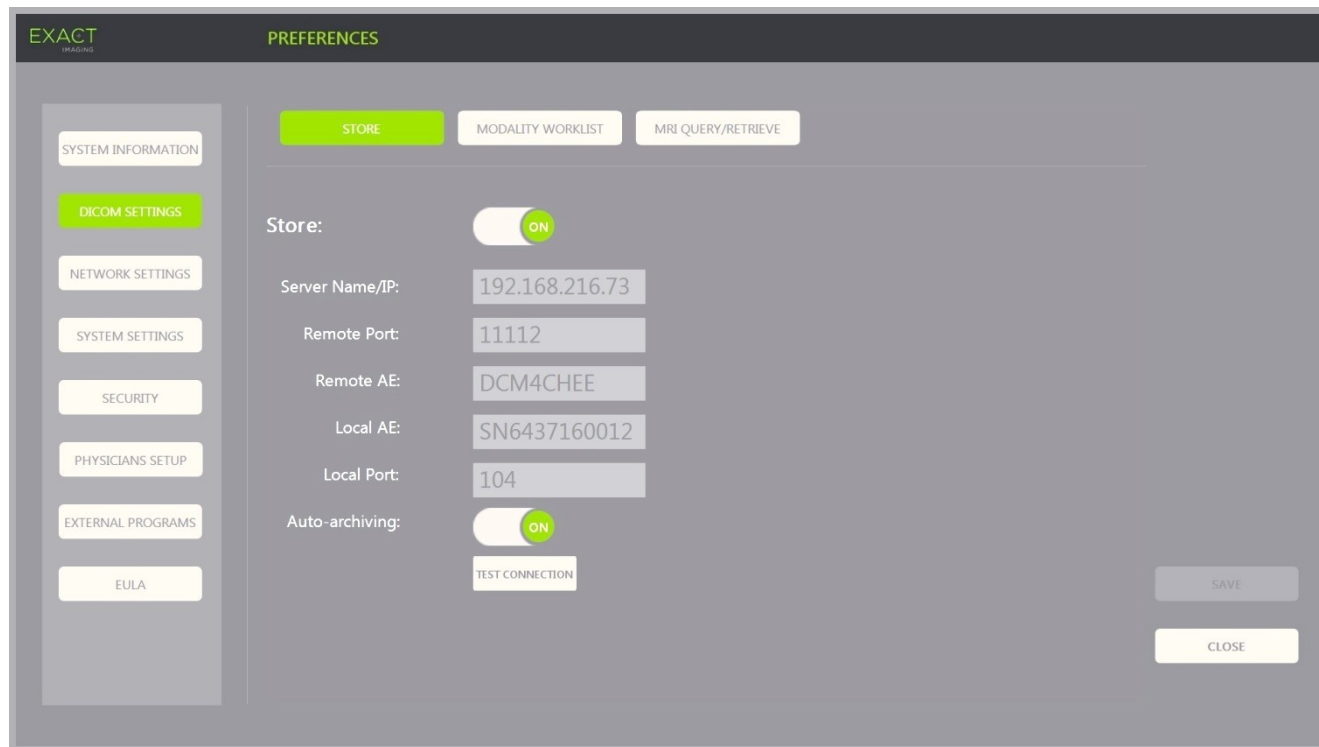 EXACT
IMAGING
PREFERENCES
SYSTEM INFORMATION
DICOM SETTINGS
NETWORK SETTINGS
SYSTEM SETTINGS
SECURITY
PHYSICIANS SETUP
EXTERNAL PROGRAMS
EULA
STORE MODALITY WORKLIST MRI QUERY/RETRIEVE
Store: ON
Server Name/IP: 192.168.216.73
Remote Port: 11112
Remote AE: DCM4CHEE
Local AE: SN6437160012
Local Port: 104
Auto-archiving: ON
TEST CONNECTION
SAVE
CLOSE